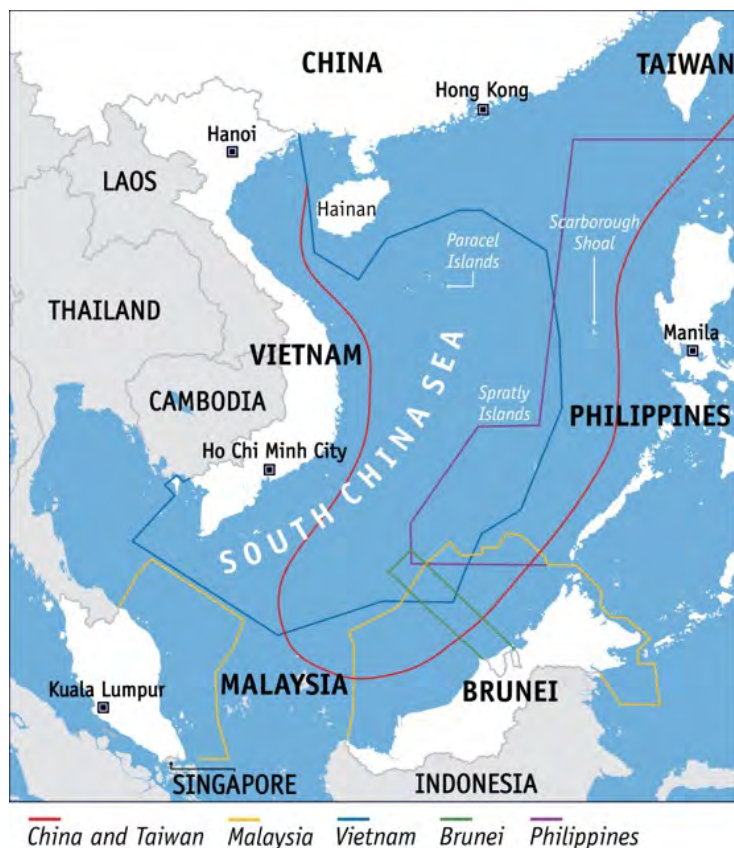 CHINA
TAIWAN
Hong Kong
Hanoi
LAOS
Hainan
Scarborough
Shoal
Paracel
Islands
THAILAND
Manila
VIETNAM
CAMBODIA
Spratly
Islands
PHILIPPINES
Ho Chi Minh City
SOUTH CHINA SEA
Kuala Lumpur
MALAYSIA
BRUNEI
SINGAPORE
INDONESIA
China and Taiwan Malaysia Vietnam Brunei Philippines